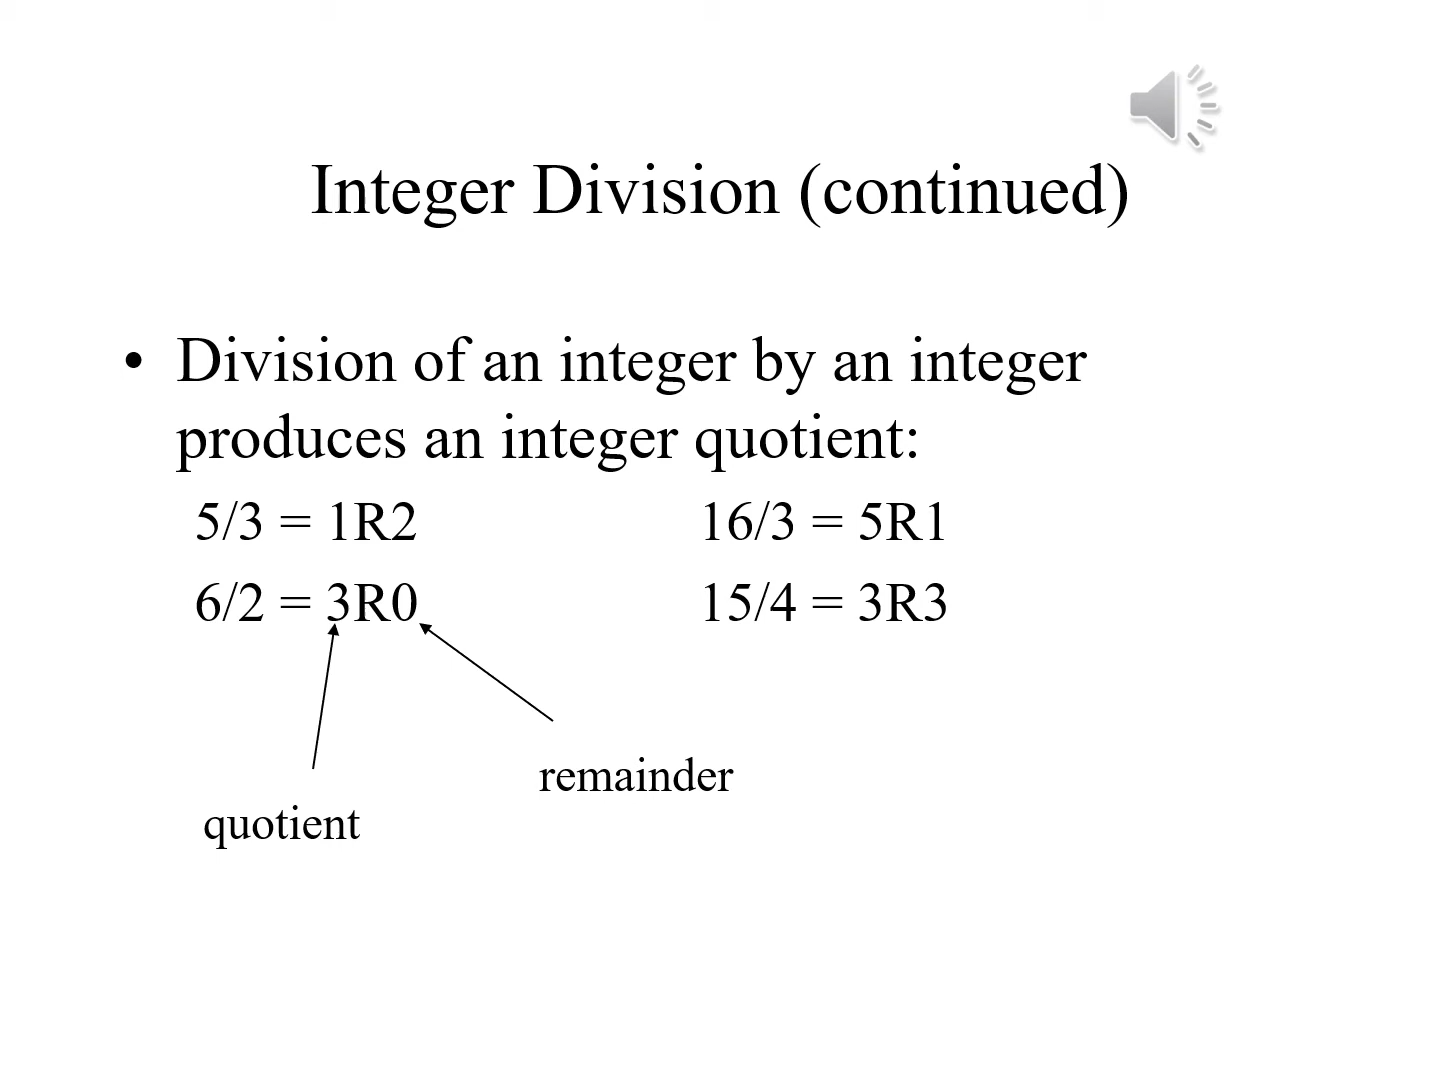 Integer Division (continued)
• Division of an integer by an integer
produces an integer quotient:
5/3 = 1R2 16/3 = 5R1
6/2 = 3R0 15/4 = 3R3
remainder
quotient